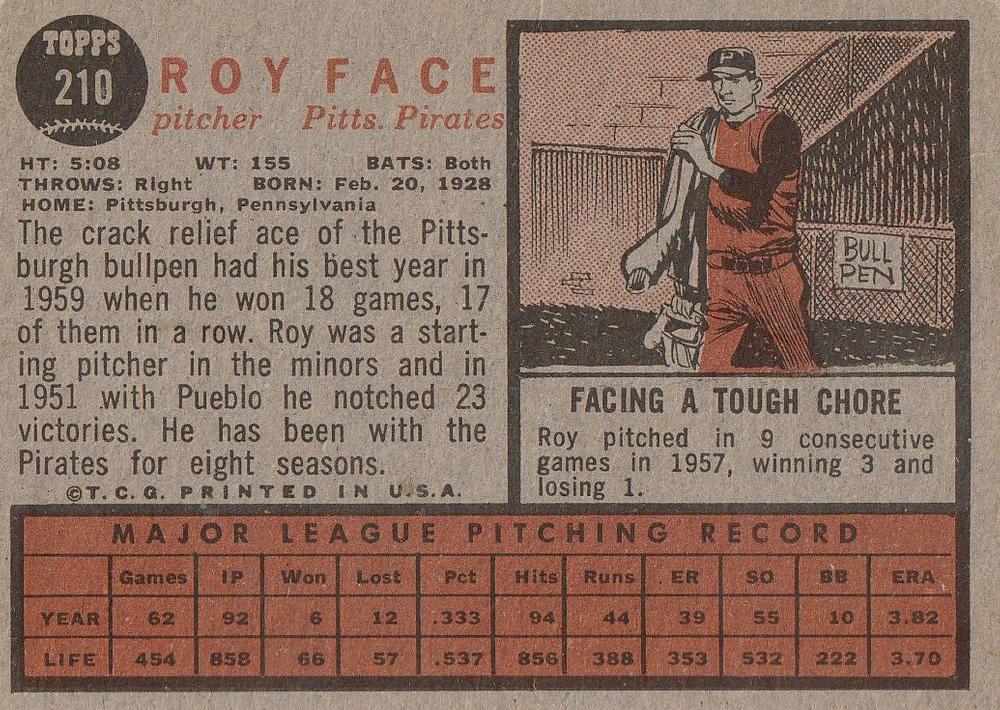 TOPPS
210
ROY FACE
pitcher Pitts. Pirates
HT: 5:08 WT: 155 BATS: Both
THROWS: Right BORN: Feb. 20, 1928
HOME: Pittsburgh, Pennsylvania
The crack relief ace of the Pitts-
burgh bullpen had his best year in
1959 when he won 18 games, 17
of them in a row. Roy was a start-
ing pitcher in the minors and in
1951 with Pueblo he notched 23
victories. He has been with the
Pirates for eight seasons.
©T.C.G. PRINTED IN U.S.A.
P
BULL
PEN
FACING A TOUGH CHORE
Roy pitched in 9 consecutive
games in 1957, winning 3 and
losing 1.
MAJOR LEAGUE PITCHING RECORD
Games IP Won Lost Pct Hits Runs ER SO BB ERA
YEAR 62 92 6 12 .333 94 44 39 55 10 3.82
LIFE 454 858 66 57 .537 856 388 353 532 222 3.70